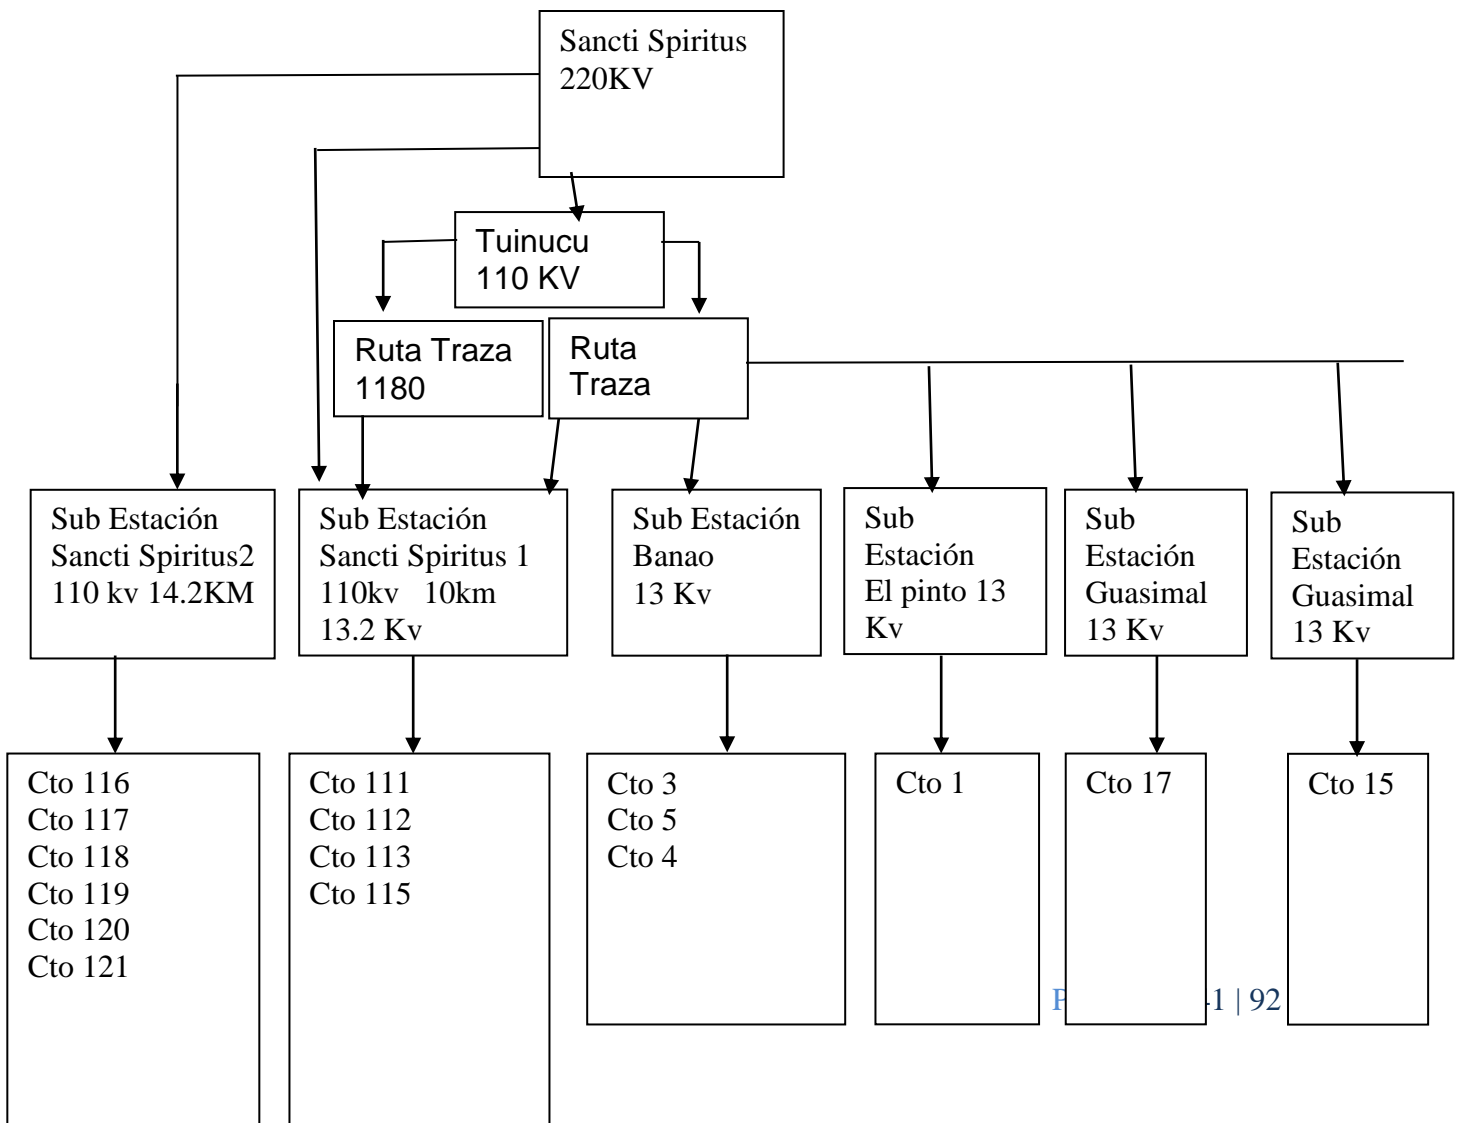 Sancti Spiritus
220KV
Tuinucu
110 KV
Ruta Traza
1180
Ruta
Traza
Sub Estación
Sancti Spiritus2
110 kv 14.2KM
Sub Estación
Sancti Spiritus 1
110kv 10km
13.2 Kv
Sub Estación
Banao
13 Kv
Sub
Estación
El pinto 13
Kv
Sub
Estación
Guasimal
13 Kv
Sub
Estación
Guasimal
13 Kv
Cto 116
Cto 117
Cto 118
Cto 119
Cto 120
Cto 121
Cto 111
Cto 112
Cto 113
Cto 115
Cto 3
Cto 5
Cto 4
Cto 1
Cto 17
Cto 15
1 | 92